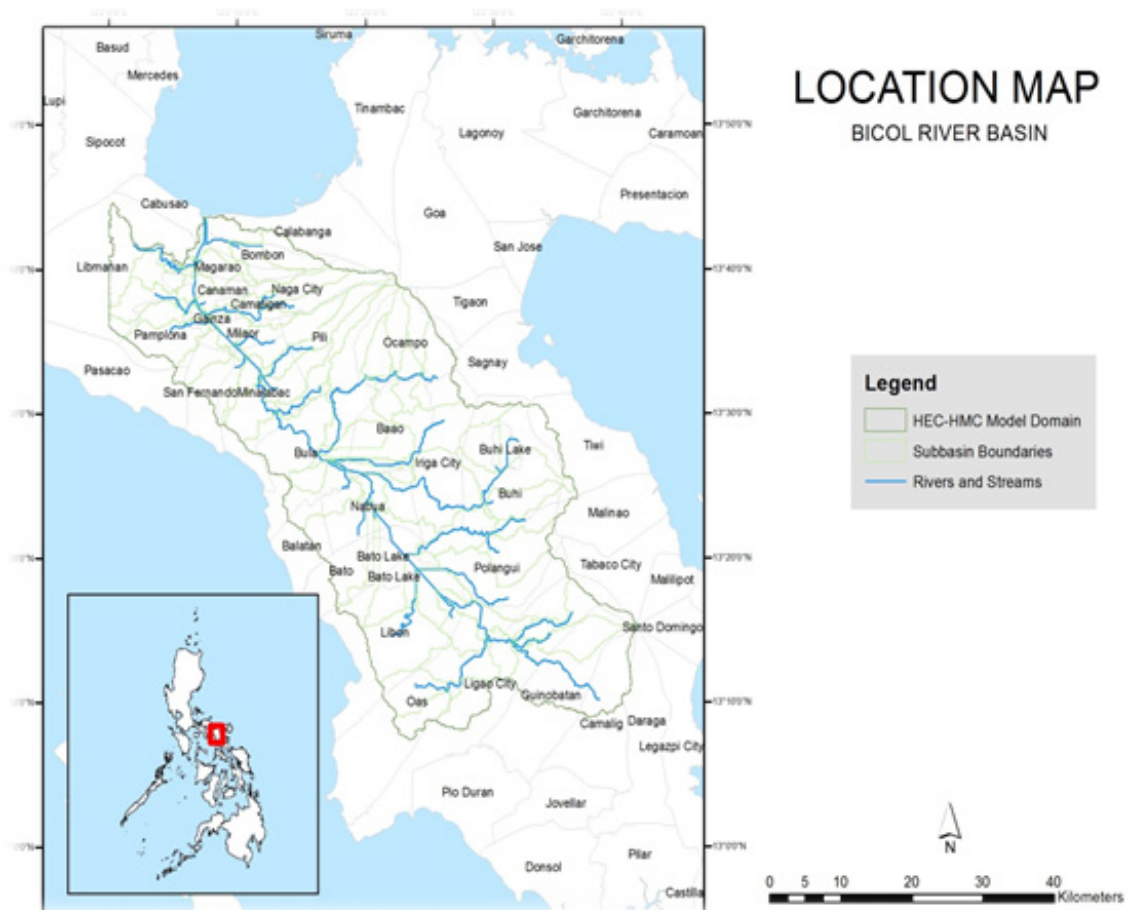 LOCATION MAP
BICOL RIVER BASIN
Siruma
Garchitorena
Basud
Mercedes
Lupi
Tinambac
Garchitorena
13°50'0"N
Lagonoy
Caramoan
Sipocot
Presentacion
Cabusao
Goa
Calabanga
San Jose
Bombon
Libmanan
Magarao
13°40'0"N
Canaman
Naga City
Tigaon
Camaligan
Gainza
Pamplona
Milaor
Pili
Ocampo
Sagnay
Pasacao
San Fernando
Minalabac
13°30'0"N
Baao
Bula
Iriga City
Buhi Lake
Tiwi
Buhi
Nabua
Malinao
Balatan
Bato Lake
13°20'0"N
Bato
Bato Lake
Polangui
Tabaco City
Malilipot
Libon
Santo Domingo
Ligao City
Oas
Guinobatan
13°10'0"N
Camalig
Daraga
Legazpi City
Pio Duran
Jovellar
Donsol
Pilar
13°0'0"N
Castilla
Legend
HEC-HMC Model Domain
Subbasin Boundaries
Rivers and Streams
N
0 5 10 20 30 40
Kilometers